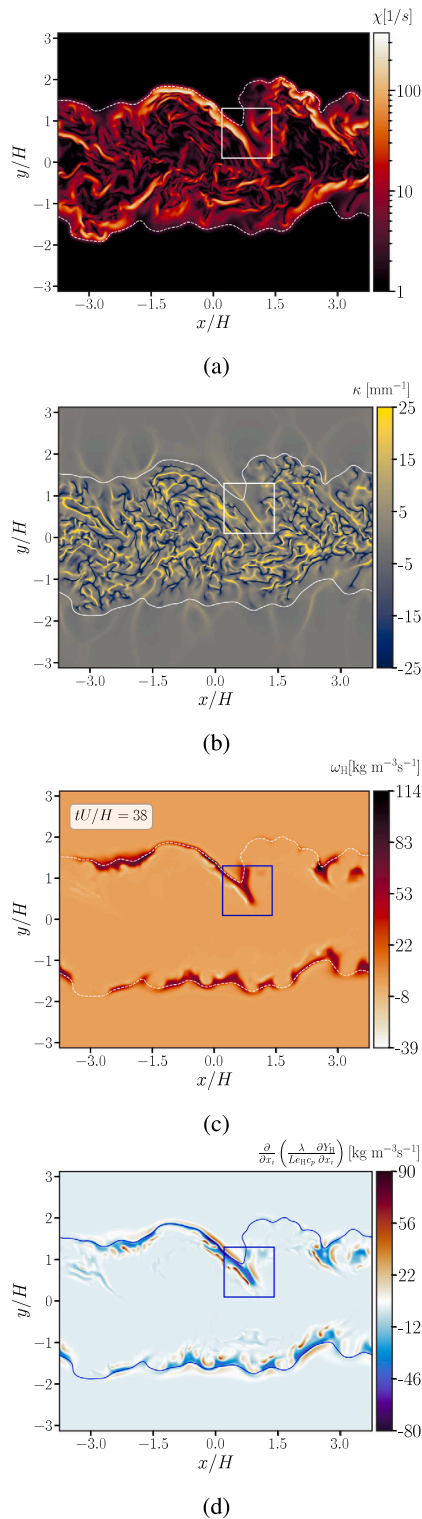 χ[1/s]
3
2
1
0
−1
−2
−3
y/H
100
10
1
−3.0 −1.5 0.0 1.5 3.0
x/H
(a)
κ [mm⁻¹]
3
2
1
0
−1
−2
−3
y/H
25
15
5
-5
-15
-25
−3.0 −1.5 0.0 1.5 3.0
x/H
(b)
ω_H[kg m⁻³s⁻¹]
tU/H = 38
3
2
1
0
−1
−2
−3
y/H
114
83
53
22
-8
-39
−3.0 −1.5 0.0 1.5 3.0
x/H
(c)
∂/∂x_i (λ/(Le_H c_p) ∂Y_H/∂x_i) [kg m⁻³s⁻¹]
3
2
1
0
−1
−2
−3
y/H
90
56
22
-12
-46
-80
−3.0 −1.5 0.0 1.5 3.0
x/H
(d)